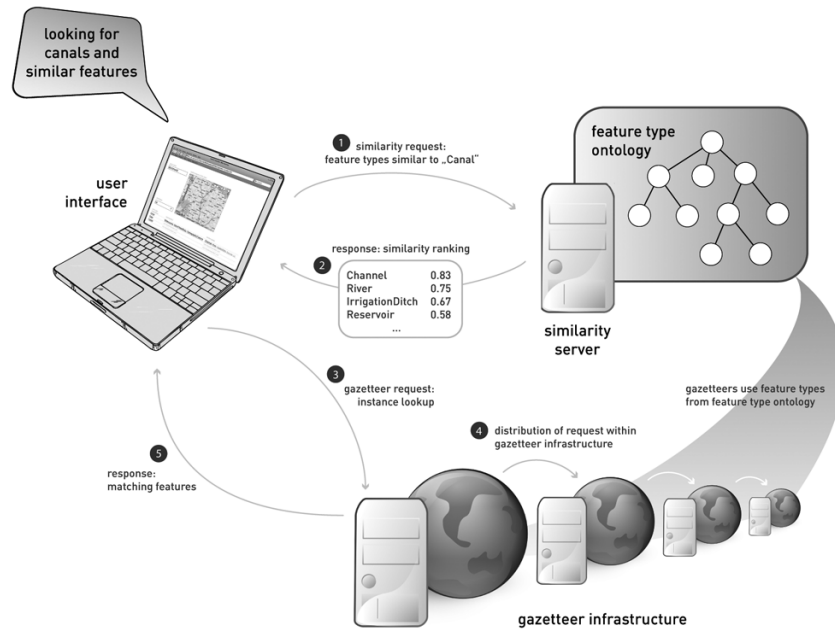 looking for
canals and
similar features
user
interface
1 similarity request:
feature types similar to „Canal”
feature type
ontology
response: similarity ranking
2
Channel 0.83
River 0.75
IrrigationDitch 0.67
Reservoir 0.58
...
similarity
server
3 gazetteer request:
instance lookup
gazetteers use feature types
from feature type ontology
4 distribution of request within
gazetteer infrastructure
5
response:
matching features
gazetteer infrastructure